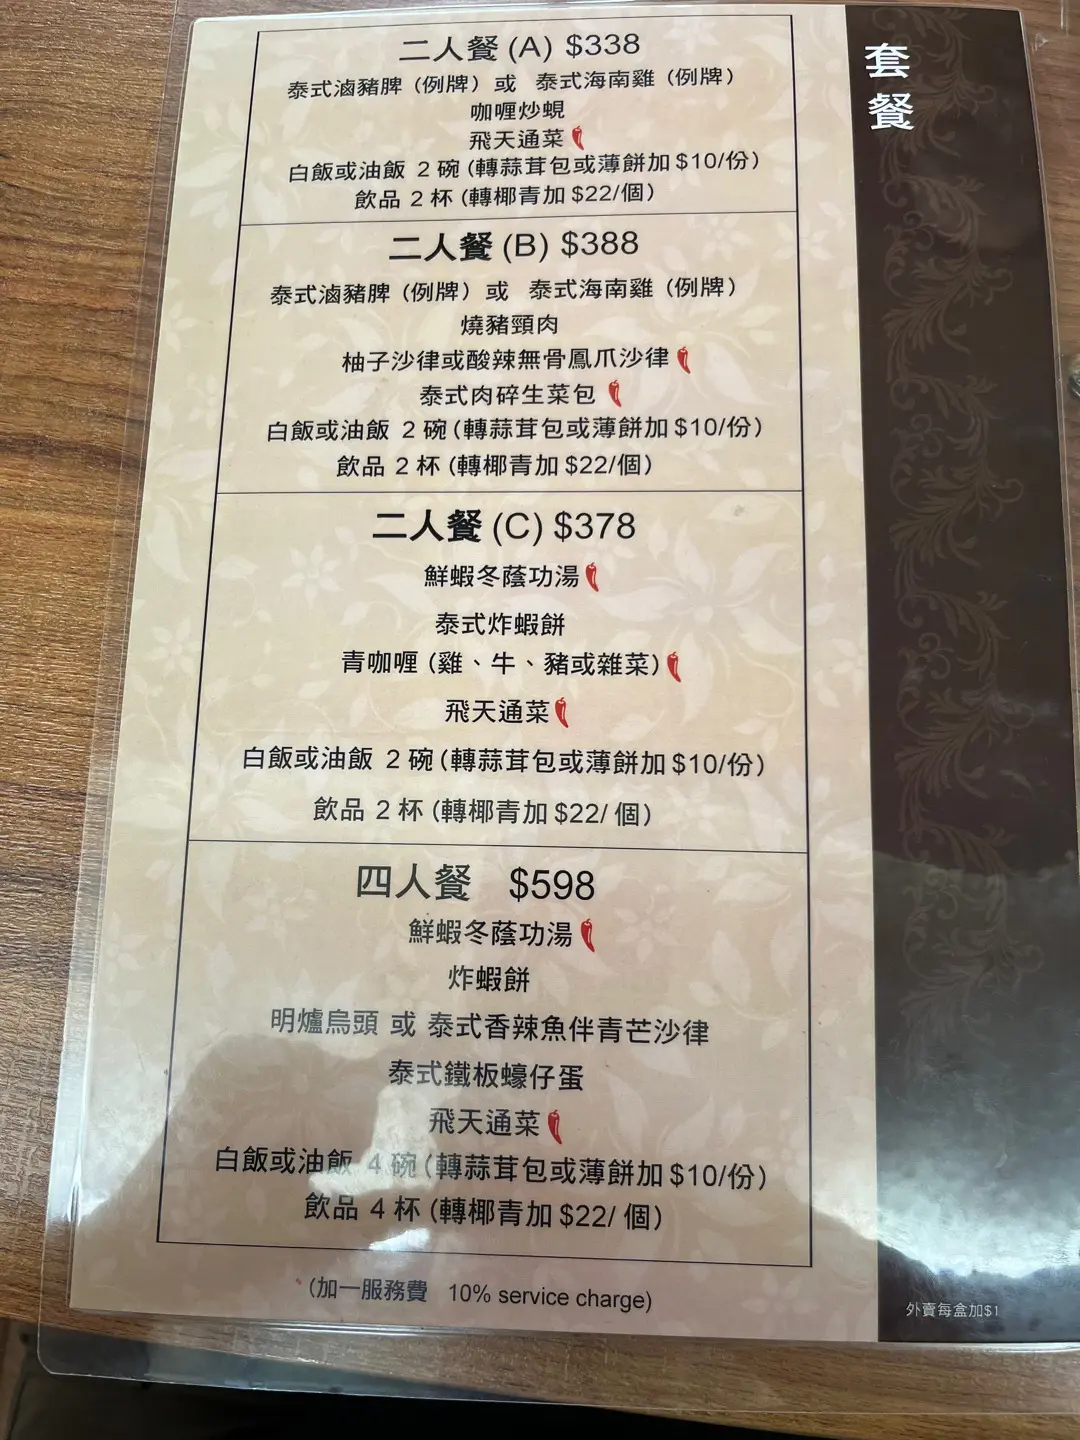 套餐
二人餐 (A) $338
泰式滷豬脾 (例牌) 或 泰式海南雞 (例牌)
咖喱炒蜆
飛天通菜
白飯或油飯 2 碗 (轉蒜茸包或薄餅加 $10/份)
飲品 2 杯 (轉椰青加 $22/個)
二人餐 (B) $388
泰式滷豬脾 (例牌) 或 泰式海南雞 (例牌)
燒豬頸肉
柚子沙律或酸辣無骨鳳爪沙律
泰式肉碎生菜包
白飯或油飯 2 碗 (轉蒜茸包或薄餅加 $10/份)
飲品 2 杯 (轉椰青加 $22/個)
二人餐 (C) $378
鮮蝦冬蔭功湯
泰式炸蝦餅
青咖喱 (雞、牛、豬或雜菜)
飛天通菜
白飯或油飯 2 碗 (轉蒜茸包或薄餅加 $10/份)
飲品 2 杯 (轉椰青加 $22/ 個)
四人餐 $598
鮮蝦冬蔭功湯
炸蝦餅
明爐烏頭 或 泰式香辣魚伴青芒沙律
泰式鐵板蠔仔蛋
飛天通菜
白飯或油飯 4 碗 (轉蒜茸包或薄餅加 $10/份)
飲品 4 杯 (轉椰青加 $22/ 個)
(加一服務費 10% service charge)
外賣每盒加$1